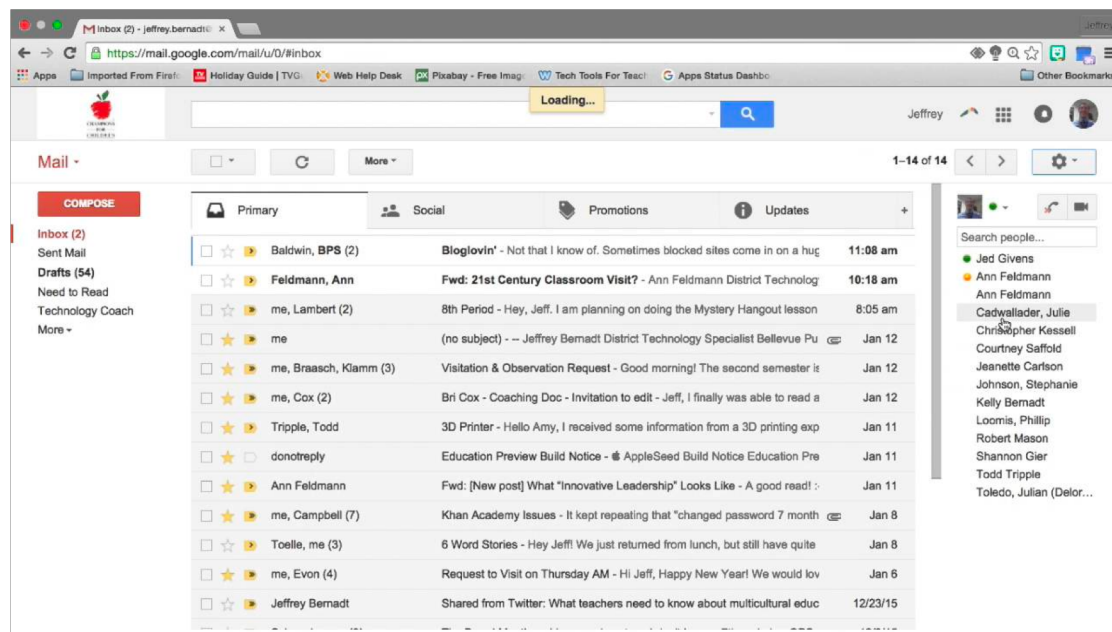 Inbox (2) - jeffrey.bernadt@
Jeffrey
https://mail.google.com/mail/u/0/#inbox
Apps Imported From Firefo Holiday Guide | TVG Web Help Desk Pixabay - Free Imag Tech Tools For Teach Apps Status Dashbo Other Bookmarks
Loading...
Jeffrey
Mail
More
1–14 of 14
COMPOSE
Inbox (2)
Sent Mail
Drafts (54)
Need to Read
Technology Coach
More
Primary Social Promotions Updates +
Baldwin, BPS (2) Bloglovin' - Not that I know of. Sometimes blocked sites come in on a hug 11:08 am
Feldmann, Ann Fwd: 21st Century Classroom Visit? - Ann Feldmann District Technology 10:18 am
me, Lambert (2) 8th Period - Hey, Jeff. I am planning on doing the Mystery Hangout lesson 8:05 am
me (no subject) - -- Jeffrey Bernadt District Technology Specialist Bellevue Pu Jan 12
me, Braasch, Klamm (3) Visitation & Observation Request - Good morning! The second semester is Jan 12
me, Cox (2) Bri Cox - Coaching Doc - Invitation to edit - Jeff, I finally was able to read a Jan 12
Tripple, Todd 3D Printer - Hello Amy, I received some information from a 3D printing exp Jan 11
donotreply Education Preview Build Notice - AppleSeed Build Notice Education Pre Jan 11
Ann Feldmann Fwd: [New post] What "Innovative Leadership" Looks Like - A good read! :- Jan 11
me, Campbell (7) Khan Academy Issues - It kept repeating that "changed password 7 month Jan 8
Toelle, me (3) 6 Word Stories - Hey Jeff! We just returned from lunch, but still have quite Jan 8
me, Evon (4) Request to Visit on Thursday AM - Hi Jeff, Happy New Year! We would lov Jan 6
Jeffrey Bernadt Shared from Twitter: What teachers need to know about multicultural educ 12/23/15
Search people...
Jed Givens
Ann Feldmann
Ann Feldmann
Cadwallader, Julie
Christopher Kessell
Courtney Saffold
Jeanette Carlson
Johnson, Stephanie
Kelly Bernadt
Loomis, Phillip
Robert Mason
Shannon Gier
Todd Tripple
Toledo, Julian (Delor...